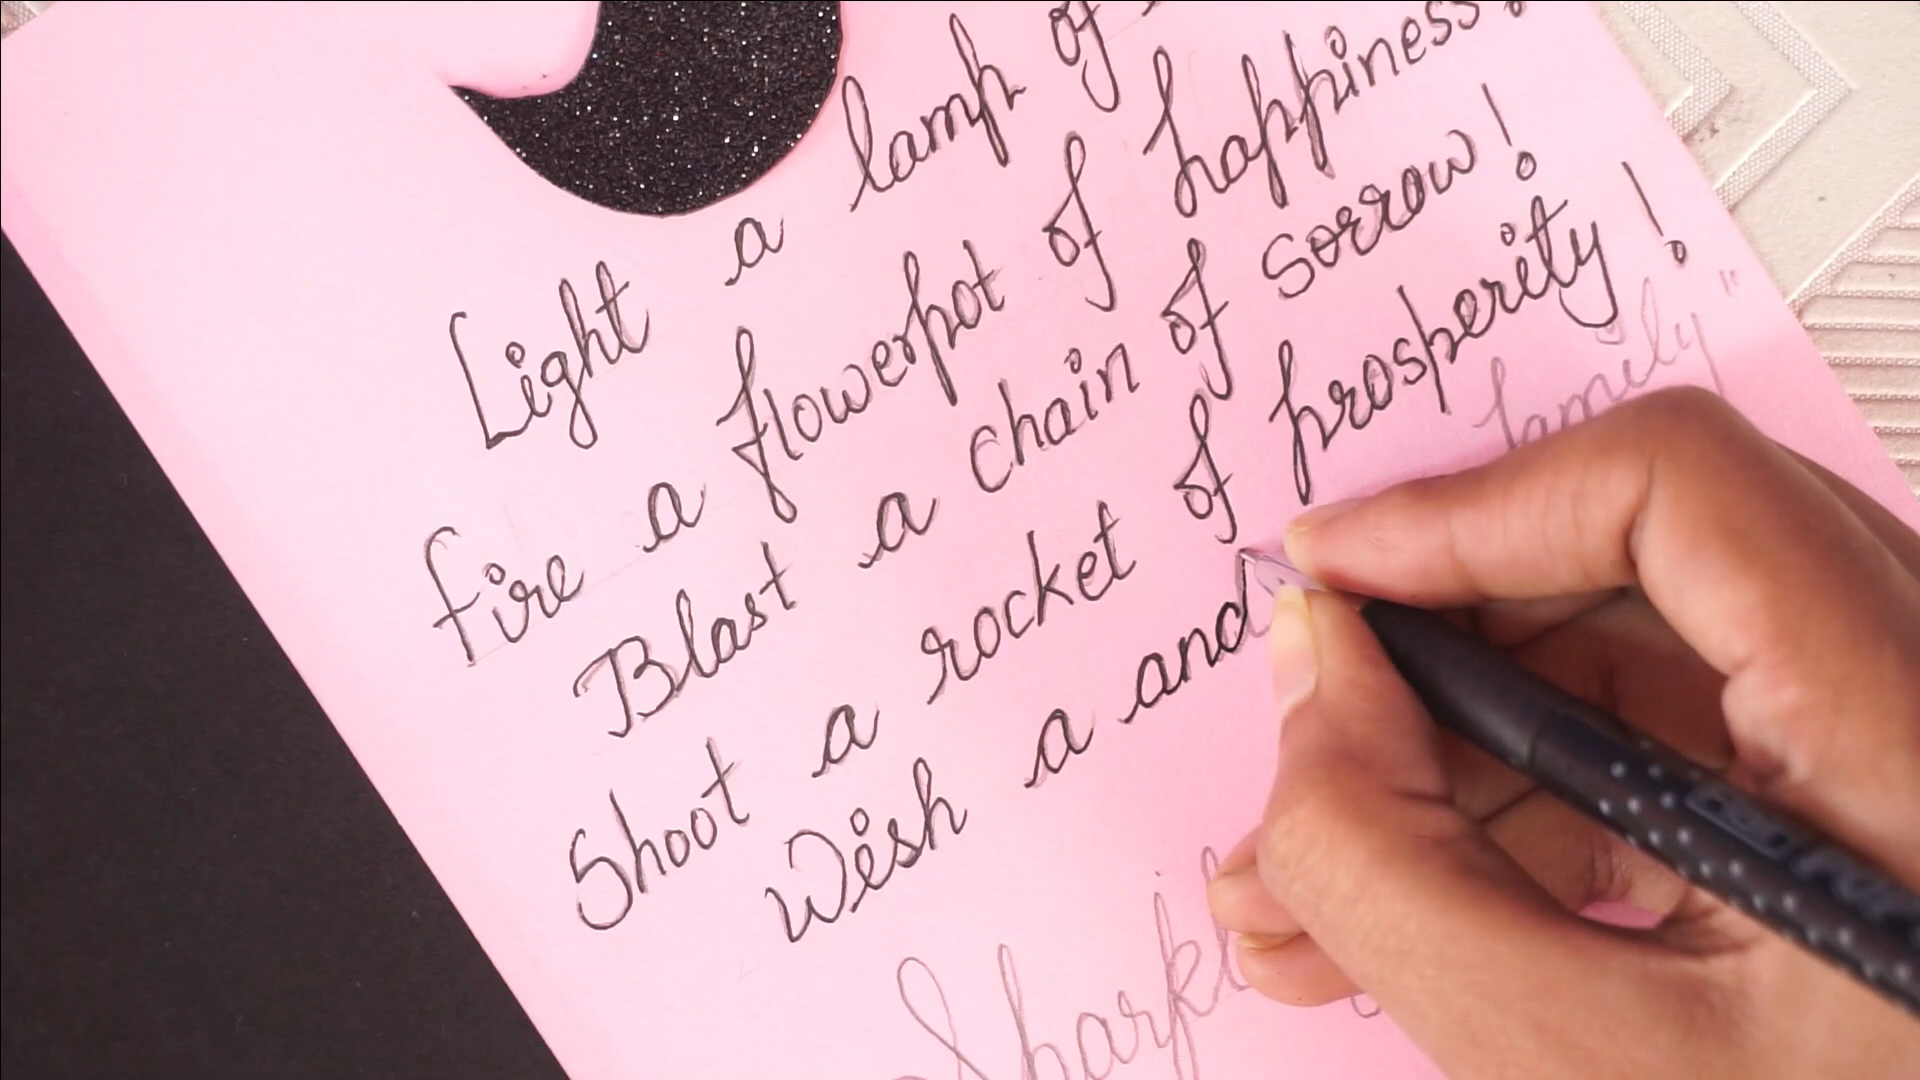 Light a lamp of
fire a flowerpot of happiness!
Blast a chain of sorrow!
Shoot a rocket of prosperity!
Wish a and family"
Sparkl